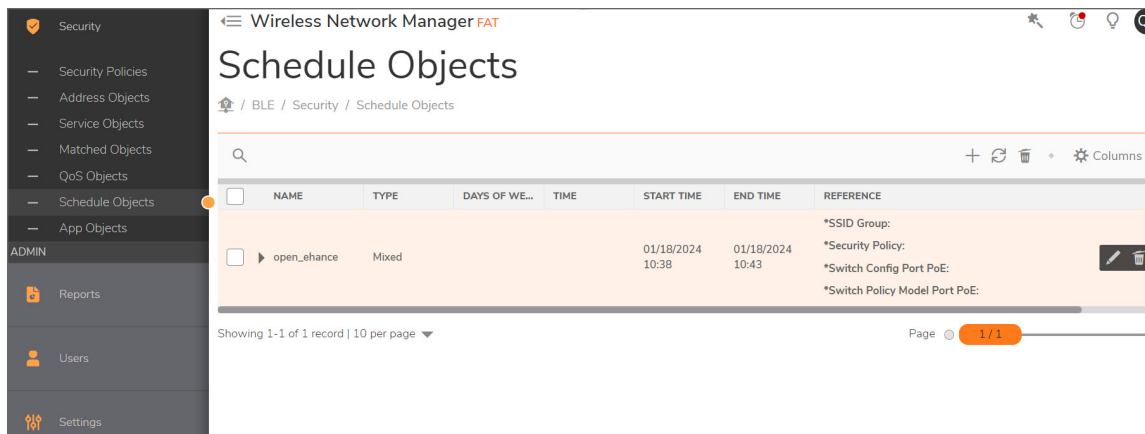 Security
Security Policies
Address Objects
Service Objects
Matched Objects
QoS Objects
Schedule Objects
App Objects
ADMIN
Reports
Users
Settings
Wireless Network Manager FAT
Schedule Objects
/ BLE / Security / Schedule Objects
Columns
NAME TYPE DAYS OF WE... TIME START TIME END TIME REFERENCE
open_ehance Mixed 01/18/2024 10:38 01/18/2024 10:43
*SSID Group:
*Security Policy:
*Switch Config Port PoE:
*Switch Policy Model Port PoE:
Showing 1-1 of 1 record | 10 per page
Page 1 / 1